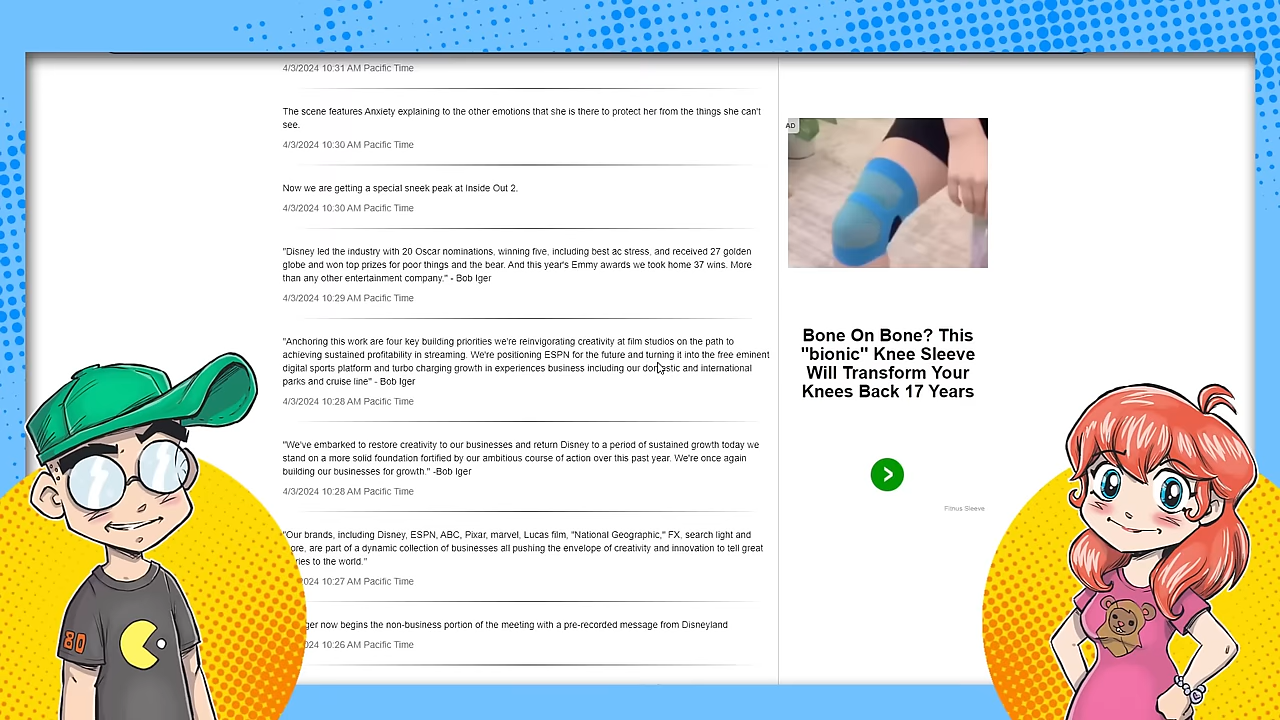 4/3/2024 10:31 AM Pacific Time
The scene features Anxiety explaining to the other emotions that she is there to protect her from the things she can't
see.
4/3/2024 10:30 AM Pacific Time
Now we are getting a special sneek peak at Inside Out 2.
4/3/2024 10:30 AM Pacific Time
"Disney led the industry with 20 Oscar nominations, winning five, including best ac stress, and received 27 golden
globe and won top prizes for poor things and the bear. And this year's Emmy awards we took home 37 wins. More
than any other entertainment company." - Bob Iger
4/3/2024 10:29 AM Pacific Time
"Anchoring this work are four key building priorities we're reinvigorating creativity at film studios on the path to
achieving sustained profitability in streaming. We're positioning ESPN for the future and turning it into the free eminent
digital sports platform and turbo charging growth in experiences business including our domestic and international
parks and cruise line" - Bob Iger
4/3/2024 10:28 AM Pacific Time
"We've embarked to restore creativity to our businesses and return Disney to a period of sustained growth today we
stand on a more solid foundation fortified by our ambitious course of action over this past year. We're once again
building our businesses for growth." -Bob Iger
4/3/2024 10:28 AM Pacific Time
"Our brands, including Disney, ESPN, ABC, Pixar, marvel, Lucas film, "National Geographic," FX, search light and
ore, are part of a dynamic collection of businesses all pushing the envelope of creativity and innovation to tell great
ries to the world."
024 10:27 AM Pacific Time
ger now begins the non-business portion of the meeting with a pre-recorded message from Disneyland
024 10:26 AM Pacific Time
AD
Bone On Bone? This
"bionic" Knee Sleeve
Will Transform Your
Knees Back 17 Years
Sleeve
80